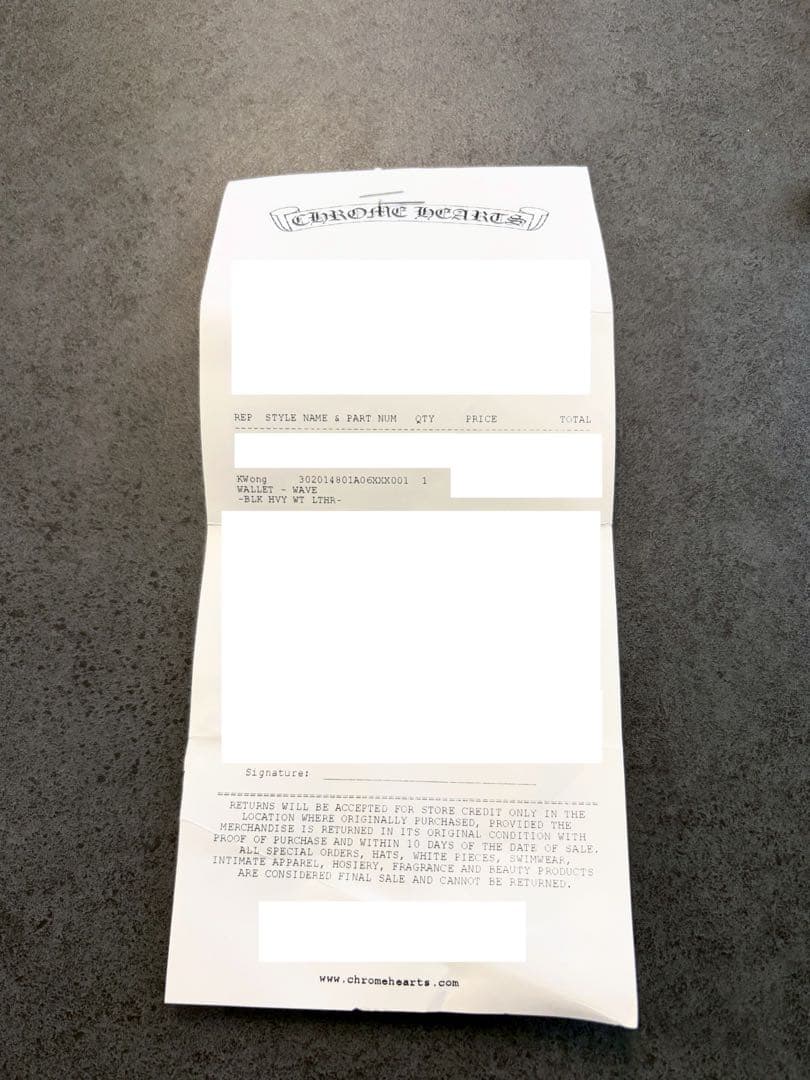 CHROME HEARTS
REP STYLE NAME & PART NUM QTY PRICE TOTAL
KWong 302014801A06XXX001 1
WALLET - WAVE
-BLK HVY WT LTHR-
Signature:
RETURNS WILL BE ACCEPTED FOR STORE CREDIT ONLY IN THE
LOCATION WHERE ORIGINALLY PURCHASED, PROVIDED THE
MERCHANDISE IS RETURNED IN ITS ORIGINAL CONDITION WITH
PROOF OF PURCHASE AND WITHIN 10 DAYS OF THE DATE OF SALE.
ALL SPECIAL ORDERS, HATS, WHITE PIECES, SWIMWEAR,
INTIMATE APPAREL, HOSIERY, FRAGRANCE AND BEAUTY PRODUCTS
ARE CONSIDERED FINAL SALE AND CANNOT BE RETURNED.
www.chromehearts.com